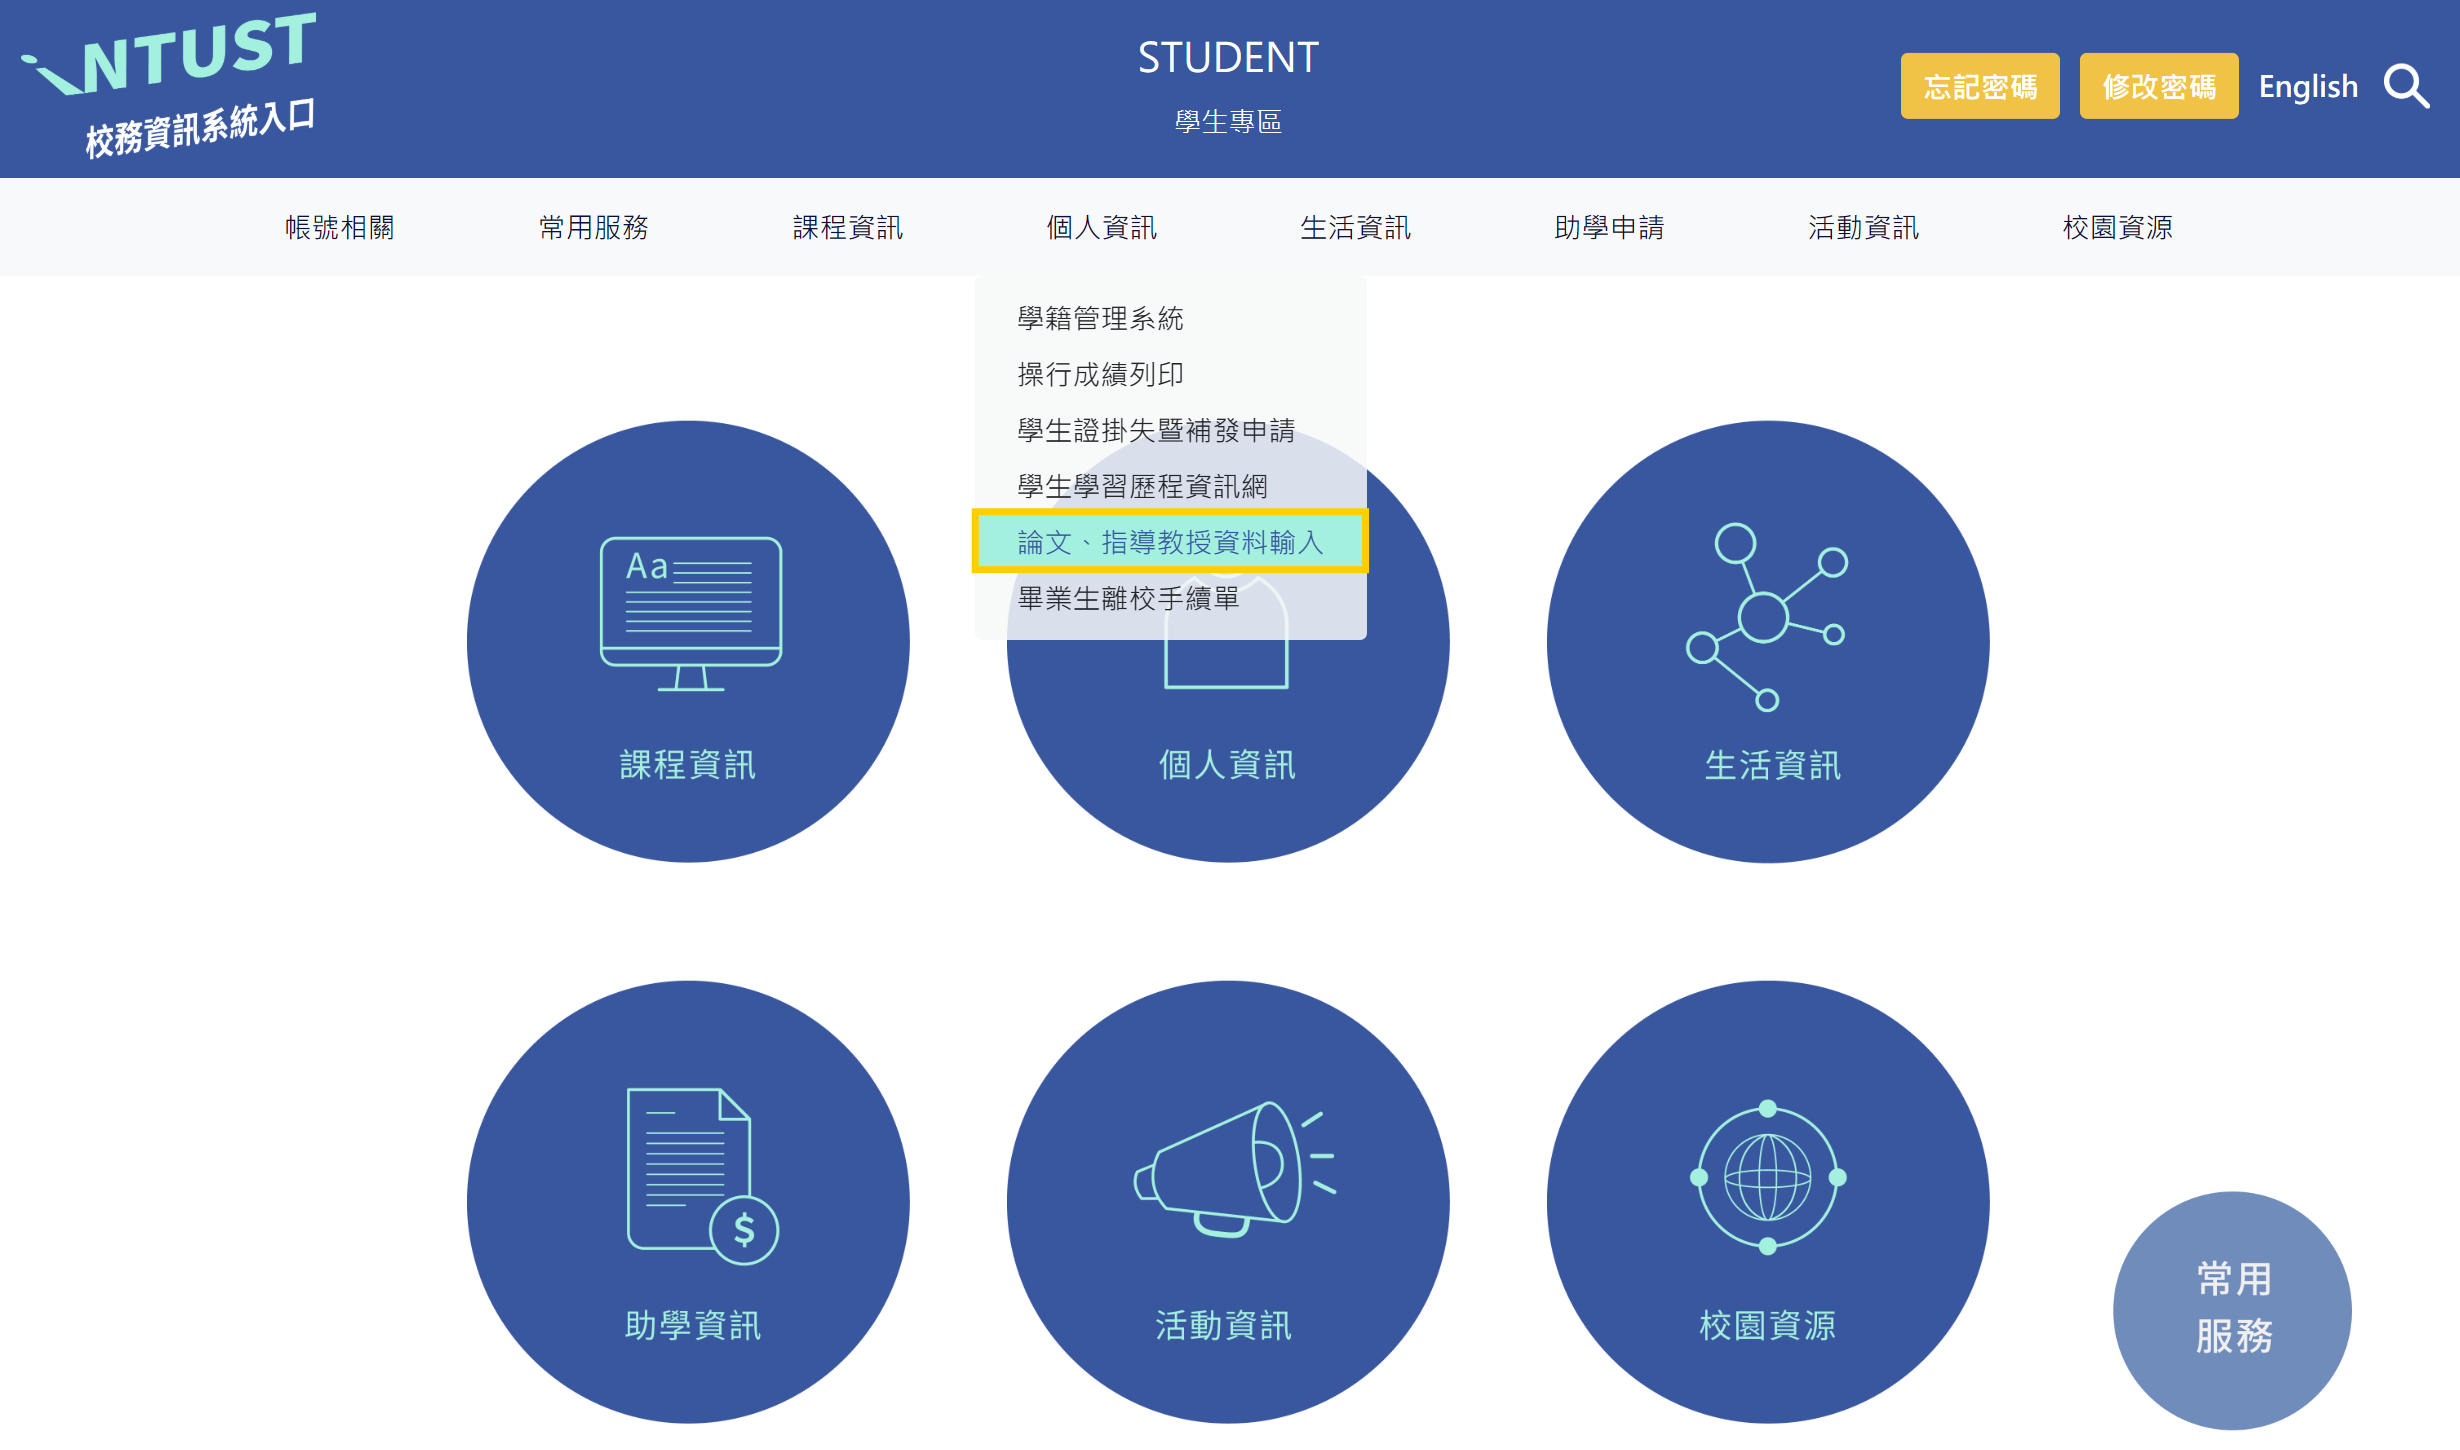 NTUST
校務資訊系統入口
STUDENT
學生專區
忘記密碼
修改密碼
English
帳號相關
常用服務
課程資訊
個人資訊
生活資訊
助學申請
活動資訊
校園資源
學籍管理系統
操行成績列印
學生證掛失暨補發申請
學生學習歷程資訊網
論文、指導教授資料輸入
畢業生離校手續單
Aa
課程資訊
個人資訊
生活資訊
$
助學資訊
活動資訊
校園資源
常用
服務